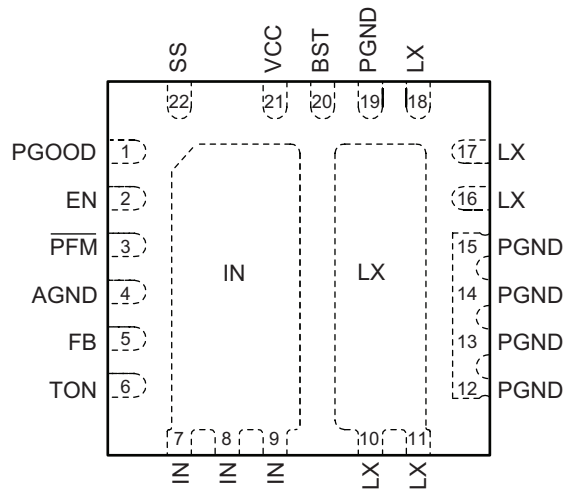 SS
VCC
BST
PGND
LX
22
21
20
19
18
PGOOD 1
17 LX
EN 2
16 LX
PFM 3
15 PGND
IN
LX
AGND 4
14 PGND
FB 5
13 PGND
TON 6
12 PGND
7
8
9
10
11
IN
IN
IN
LX
LX